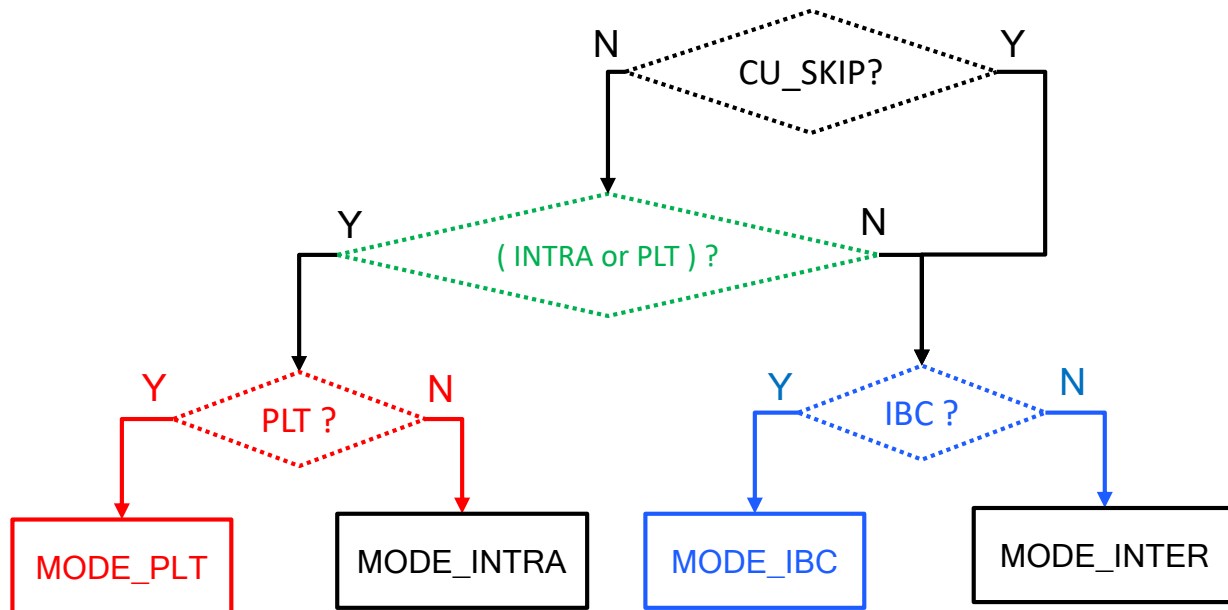 N
Y
CU_SKIP?
Y
N
( INTRA or PLT ) ?
Y
N
PLT ?
Y
N
IBC ?
MODE_PLT
MODE_INTRA
MODE_IBC
MODE_INTER